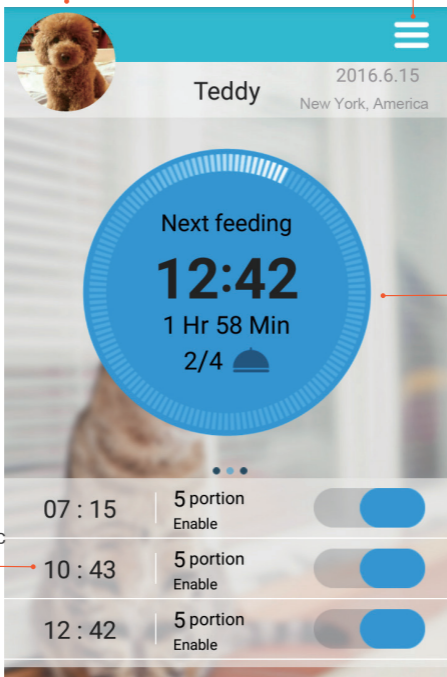 Teddy
2016.6.15
New York, America
Next feeding
12:42
1 Hr 58 Min
2/4
07 : 15
5 portion
Enable
c
10 : 43
5 portion
Enable
12 : 42
5 portion
Enable